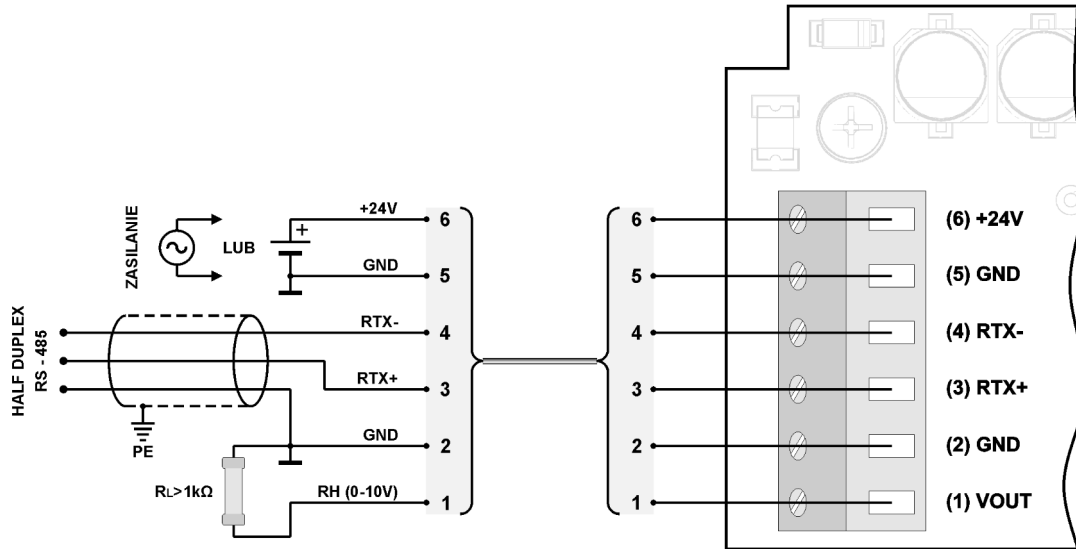 ZASILANIE
LUB
+
+24V
GND
RTX-
RTX+
GND
RH (0-10V)
6
5
4
3
2
1
HALF DUPLEX
RS - 485
PE
RL>1kΩ
6
5
4
3
2
1
(6) +24V
(5) GND
(4) RTX-
(3) RTX+
(2) GND
(1) VOUT